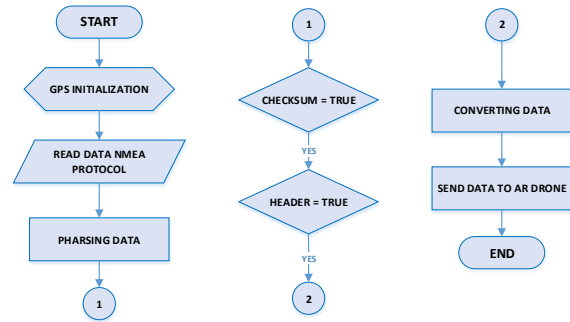 START
GPS INITIALIZATION
READ DATA NMEA
PROTOCOL
PHARSING DATA
1
1
CHECKSUM = TRUE
YES
HEADER = TRUE
YES
2
2
CONVERTING DATA
SEND DATA TO AR DRONE
END